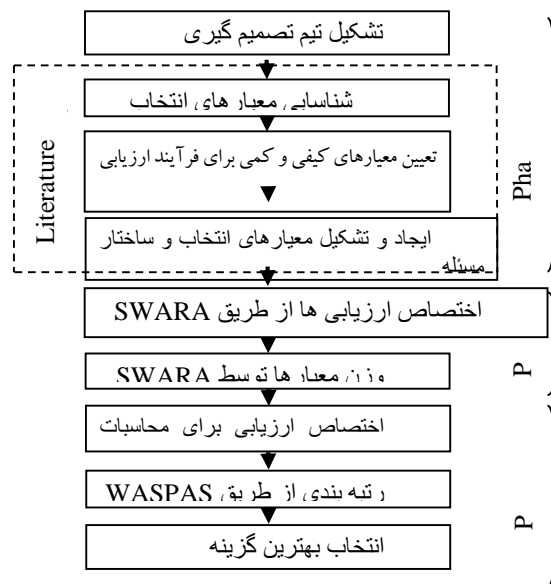 تشکیل تیم تصمیم گیری
شناسایی معیار های انتخاب
تعیین معیارهای کیفی و کمی برای فرآیند ارزیابی
ایجاد و تشکیل معیارهای انتخاب و ساختار
مسئله
اختصاص ارزیابی ها از طریق SWARA
وزن معیار ها توسط SWARA
اختصاص ارزیابی برای محاسبات
رتبه بندی از طریق WASPAS
انتخاب بهترین گزینه
Literature
Pha
P
P